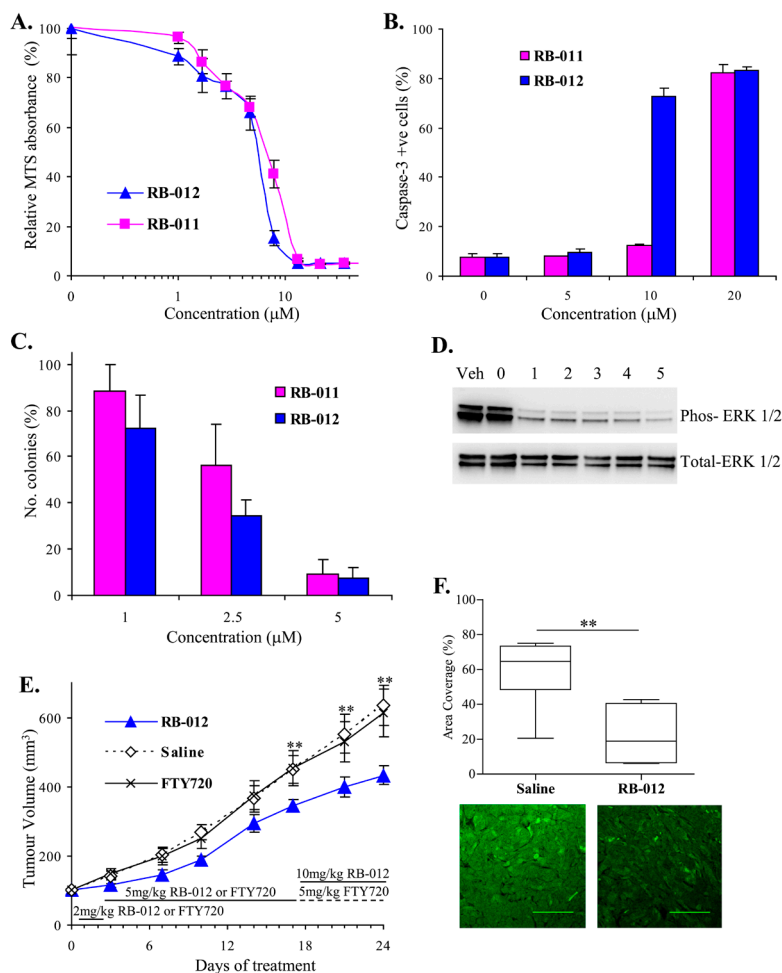 A.
Relative MTS absorbance (%)
100
80
60
40
20
0
RB-012
RB-011
0
1
10
Concentration (µM)
B.
Caspase-3 +ve cells (%)
100
80
60
40
20
0
RB-011
RB-012
0 5 10 20
Concentration (µM)
C.
No. colonies (%)
100
80
60
40
20
0
RB-011
RB-012
1 2.5 5
Concentration (µM)
D.
Veh 0 1 2 3 4 5
Phos- ERK 1/2
Total-ERK 1/2
E.
Tumour Volume (mm³)
600
400
200
0
RB-012
Saline
FTY720
**
**
**
10mg/kg RB-012
5mg/kg RB-012 or FTY720
5mg/kg FTY720
2mg/kg RB-012 or FTY720
0 6 12 18 24
Days of treatment
F.
Area Coverage (%)
100
80
60
40
20
0
**
Saline RB-012